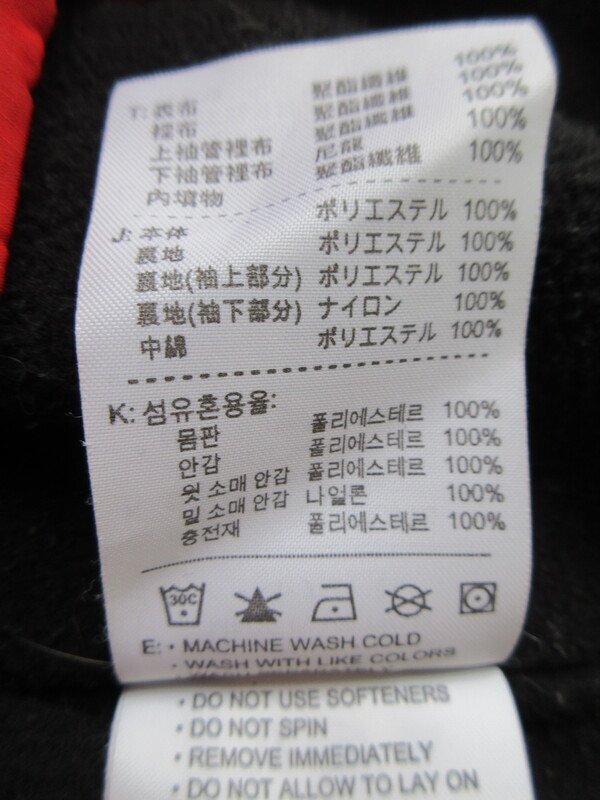 T: 表布 聚酯纖維 100%
裡布 聚酯纖維 100%
上袖管裡布 聚酯纖維 100%
下袖管裡布 尼龍 100%
內填物 聚酯纖維 100%
J: 本体 ポリエステル 100%
裏地 ポリエステル 100%
裏地(袖上部分) ポリエステル 100%
裏地(袖下部分) ナイロン 100%
中綿 ポリエステル 100%
K: 섬유혼용율:
몸판 폴리에스테르 100%
안감 폴리에스테르 100%
윗 소매 안감 폴리에스테르 100%
밑 소매 안감 나일론 100%
충전재 폴리에스테르 100%
30C
E: • MACHINE WASH COLD
• WASH WITH LIKE COLORS
• DO NOT USE SOFTENERS
• DO NOT SPIN
• REMOVE IMMEDIATELY
• DO NOT ALLOW TO LAY ON